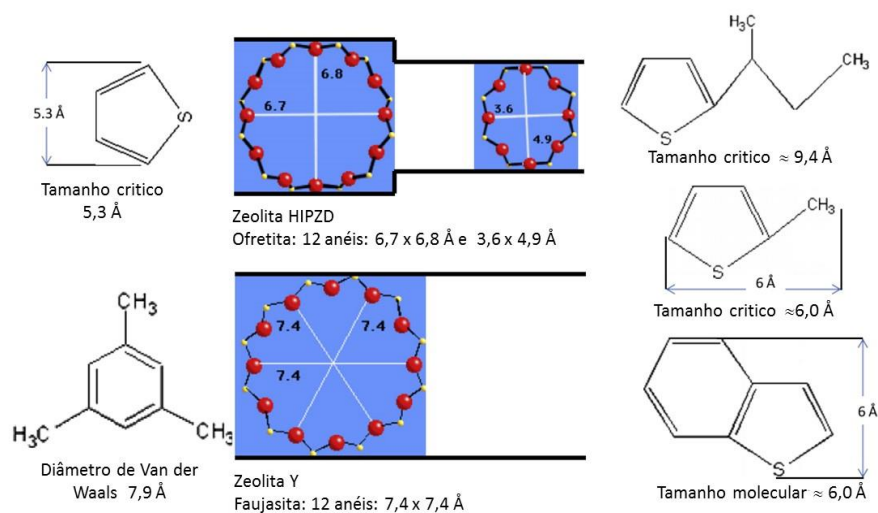 5.3 Å
S
Tamanho critico
5,3 Å
6.8
6.7
3.6
4.9
Zeolita HIPZD
Ofretita: 12 anéis: 6,7 x 6,8 Å e 3,6 x 4,9 Å
CH₃
CH₃
S
Tamanho critico ≈ 9,4 Å
CH₃
S
6 Å
Tamanho critico ≈6,0 Å
CH₃
H₃C
CH₃
Diâmetro de Van der
Waals 7,9 Å
7.4
7.4
7.4
Zeolita Y
Faujasita: 12 anéis: 7,4 x 7,4 Å
6 Å
S
Tamanho molecular ≈ 6,0 Å